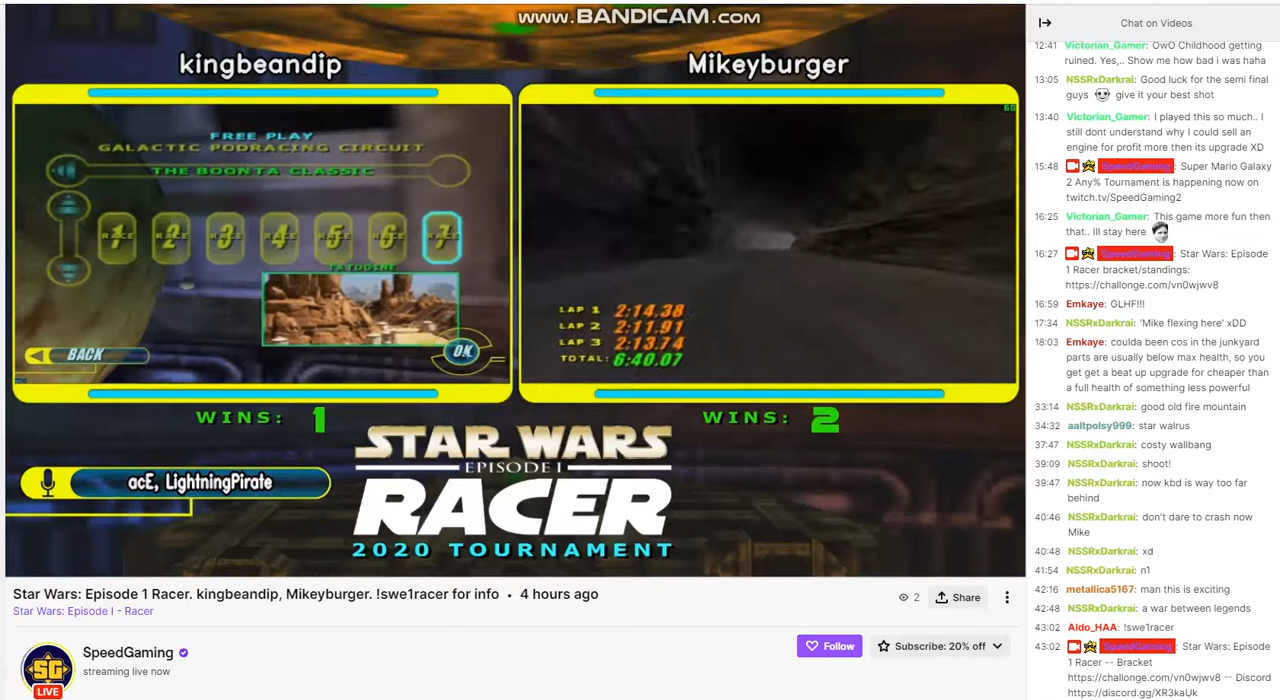 www.BANDICAM.com
kingbeandip
Mikeyburger
FREE PLAY
GALACTIC PODRACING CIRCUIT
THE BOONTA CLASSIC
RACE 1 RACE 2 RACE 3 RACE 4 RACE 5 RACE 6 RACE 7
TATOOINE
BACK
OK
60
LAP 1 2:14.38
LAP 2 2:11.91
LAP 3 2:13.74
TOTAL: 6:40.07
WINS: 1
WINS: 2
acE, LightningPirate
STAR WARS
EPISODE I
RACER
2020 TOURNAMENT
Star Wars: Episode 1 Racer. kingbeandip, Mikeyburger. !swe1racer for info • 4 hours ago
Star Wars: Episode I - Racer
2
Share
SG
LIVE
SpeedGaming
streaming live now
Follow
Subscribe: 20% off
Chat on Videos
12:41 Victorian_Gamer: OwO Childhood getting
ruined. Yes,.. Show me how bad i was haha
13:05 NSSRxDarkrai: Good luck for the semi final
guys give it your best shot
13:40 Victorian_Gamer: I played this so much.. I
still dont understand why I could sell an
engine for profit more then its upgrade XD
15:48 SpeedGaming: Super Mario Galaxy
2 Any% Tournament is happening now on
twitch.tv/SpeedGaming2
16:25 Victorian_Gamer: This game more fun then
that.. Ill stay here
16:27 SpeedGaming: Star Wars: Episode
1 Racer bracket/standings:
https://challonge.com/vn0wjwv8
16:59 Emkaye: GLHF!!!
17:34 NSSRxDarkrai: 'Mike flexing here' xDD
18:03 Emkaye: coulda been cos in the junkyard
parts are usually below max health, so you
get get a beat up upgrade for cheaper than
a full health of something less powerful
33:14 NSSRxDarkrai: good old fire mountain
34:32 aaltpolsy999: star walrus
37:47 NSSRxDarkrai: costy wallbang
39:09 NSSRxDarkrai: shoot!
39:47 NSSRxDarkrai: now kbd is way too far
behind
40:46 NSSRxDarkrai: don't dare to crash now
Mike
40:48 NSSRxDarkrai: xd
41:54 NSSRxDarkrai: n1
42:16 metallica5167: man this is exciting
42:48 NSSRxDarkrai: a war between legends
43:02 Aldo_HAA: !swe1racer
43:02 SpeedGaming: Star Wars: Episode
1 Racer -- Bracket
https://challonge.com/vn0wjwv8 -- Discord
https://discord.gg/XR3kaUk